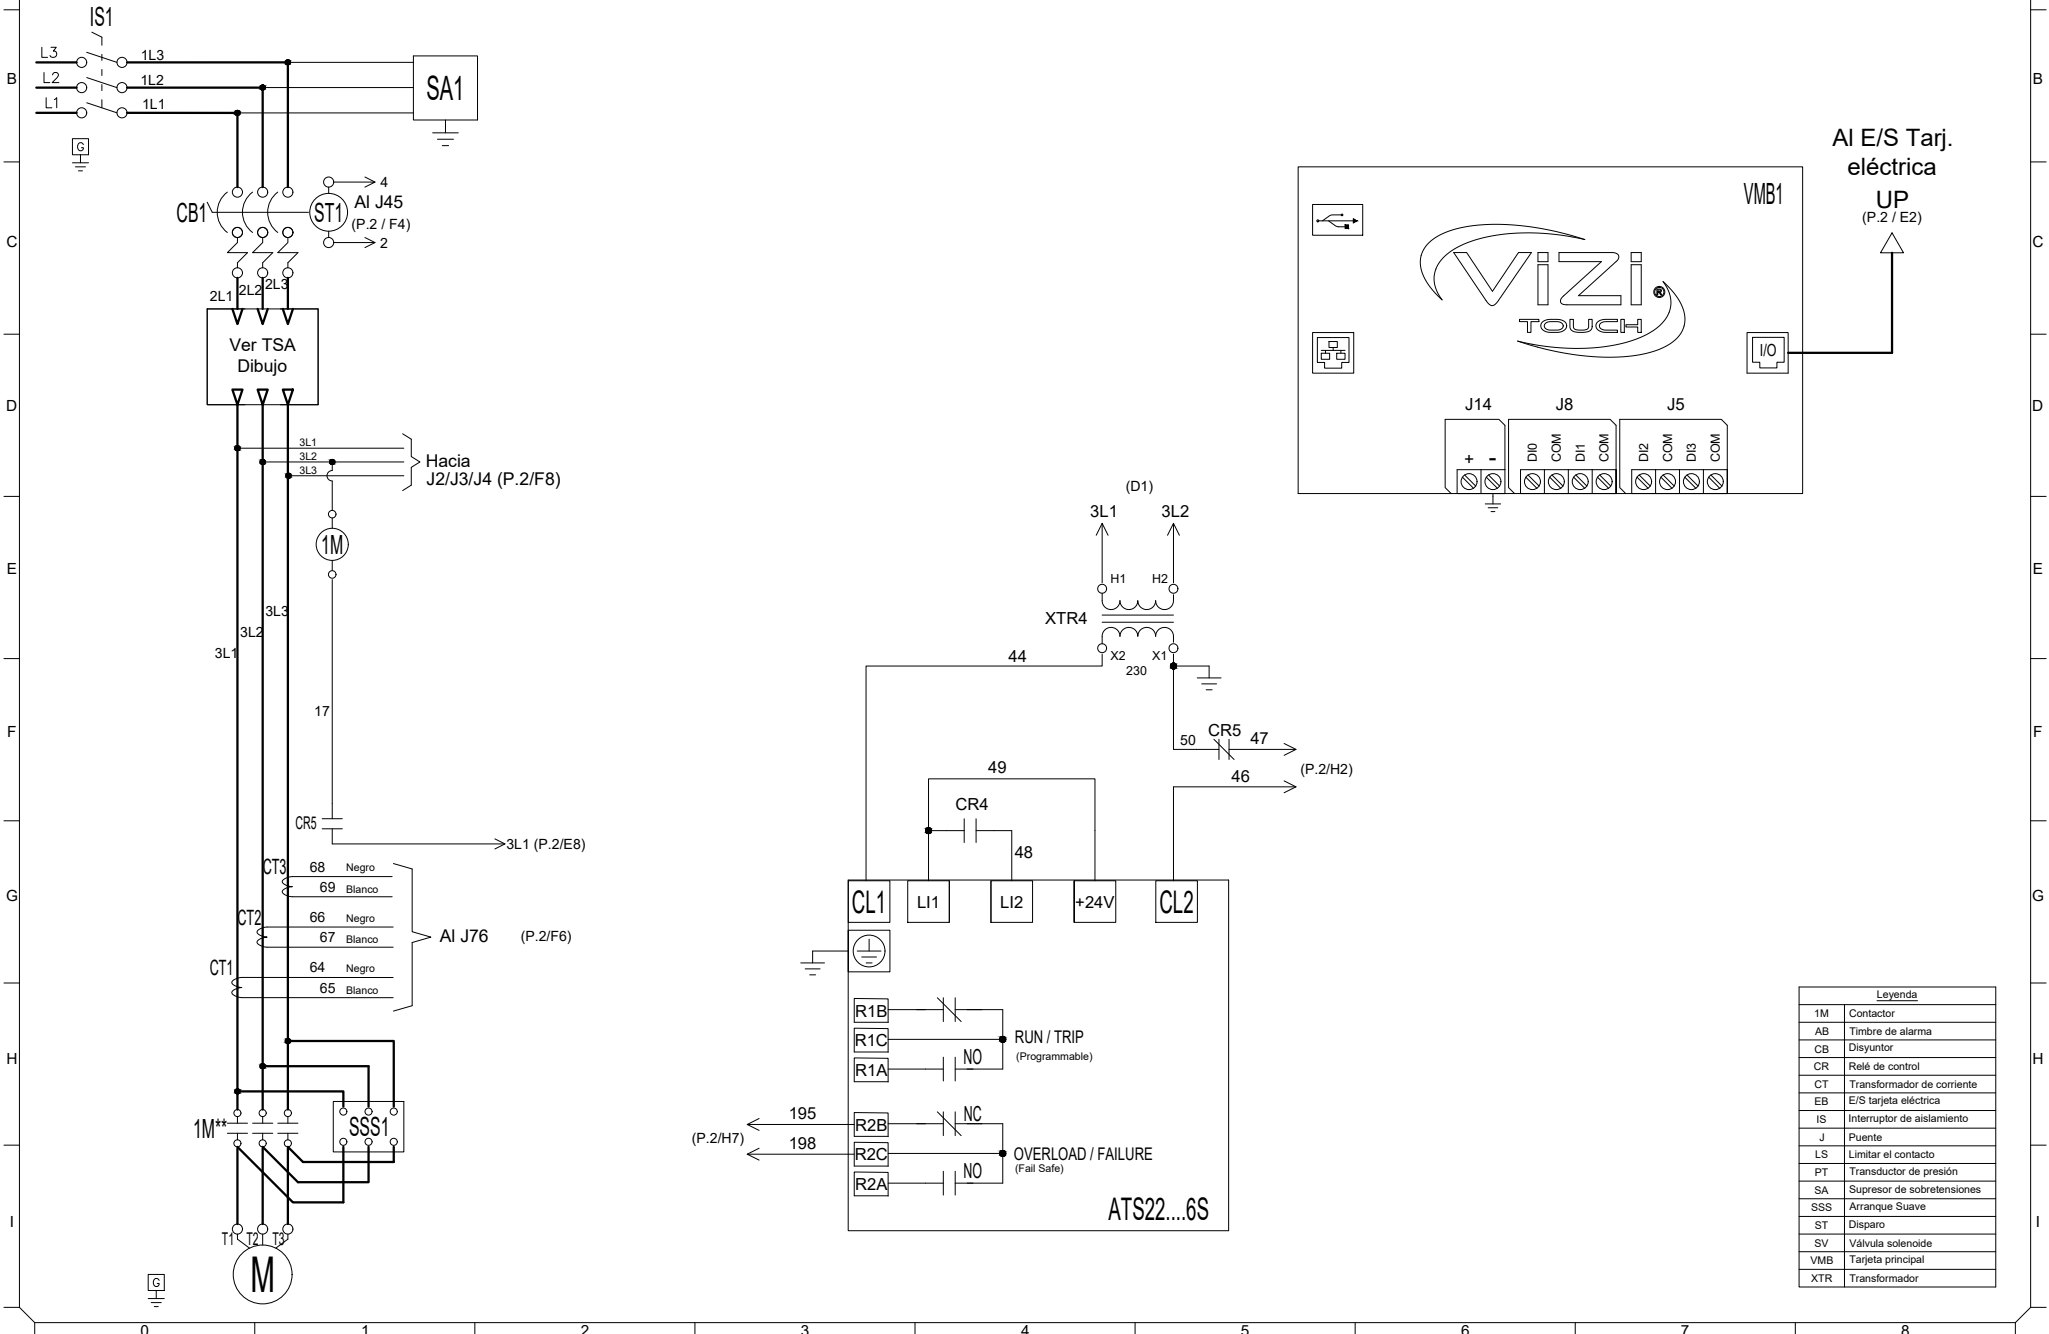 IS1
L3
1L3
L2
1L2
L1
1L1
SA1
B
B
G
CB1
ST1
4
Al J45
(P.2 / F4)
2
C
C
2L1
2L2
2L3
Ver TSA
Dibujo
D
D
3L1
3L2
3L3
Hacia
J2/J3/J4 (P.2/F8)
1M
E
E
3L3
3L2
3L1
17
F
F
CR5
3L1 (P.2/E8)
CT3
68 Negro
69 Blanco
G
G
CT2
66 Negro
67 Blanco
Al J76 (P.2/F6)
CT1
64 Negro
65 Blanco
H
H
1M**
SSS1
I
I
T1
T2
T3
M
G
VMB1
Al E/S Tarj.
eléctrica
UP
(P.2 / E2)
ViZi ®
TOUCH
I/O
J14
J8
J5
+
-
DI0
COM
DI1
COM
DI2
COM
DI3
COM
(D1)
3L1
3L2
H1
H2
XTR4
X2
X1
230
44
50
CR5
47
(P.2/H2)
46
49
CR4
48
CL1
LI1
LI2
+24V
CL2
R1B
R1C
R1A
NO
RUN / TRIP
(Programmable)
195
(P.2/H7)
198
R2B
R2C
R2A
NC
OVERLOAD / FAILURE
(Fail Safe)
NO
ATS22....6S
Leyenda
1M Contactor
AB Timbre de alarma
CB Disyuntor
CR Relé de control
CT Transformador de corriente
EB E/S tarjeta eléctrica
IS Interruptor de aislamiento
J Puente
LS Limitar el contacto
PT Transductor de presión
SA Supresor de sobretensiones
SSS Arranque Suave
ST Disparo
SV Válvula solenoide
VMB Tarjeta principal
XTR Transformador
0
1
2
3
4
5
6
7
8